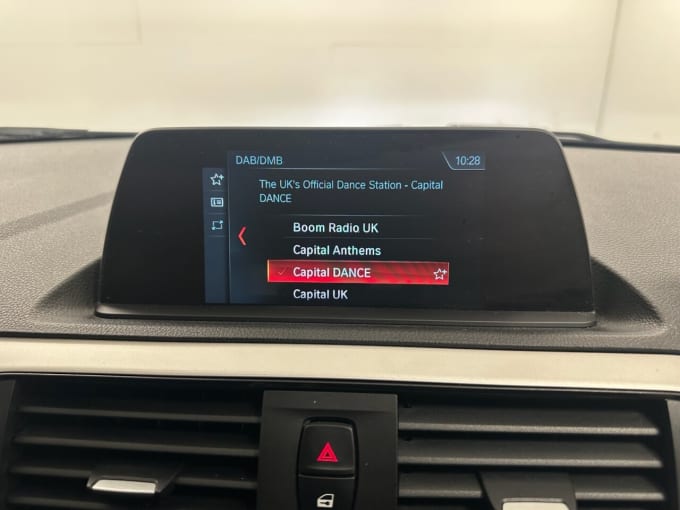 DAB/DMB
10:28
The UK's Official Dance Station - Capital
DANCE
Boom Radio UK
Capital Anthems
Capital DANCE
Capital UK